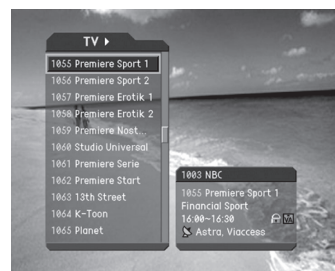 TV
1055 Premiere Sport 1
1056 Premiere Sport 2
1057 Premiere Erotik 1
1058 Premiere Erotik 2
1059 Premiere Nost...
1060 Studio Universal
1061 Premiere Serie
1062 Premiere Start
1063 13th Street
1064 K-Toon
1065 Planet
1003 NBC
1055 Premiere Sport 1
Financial Sport
16:00~16:30
Astra, Viaccess